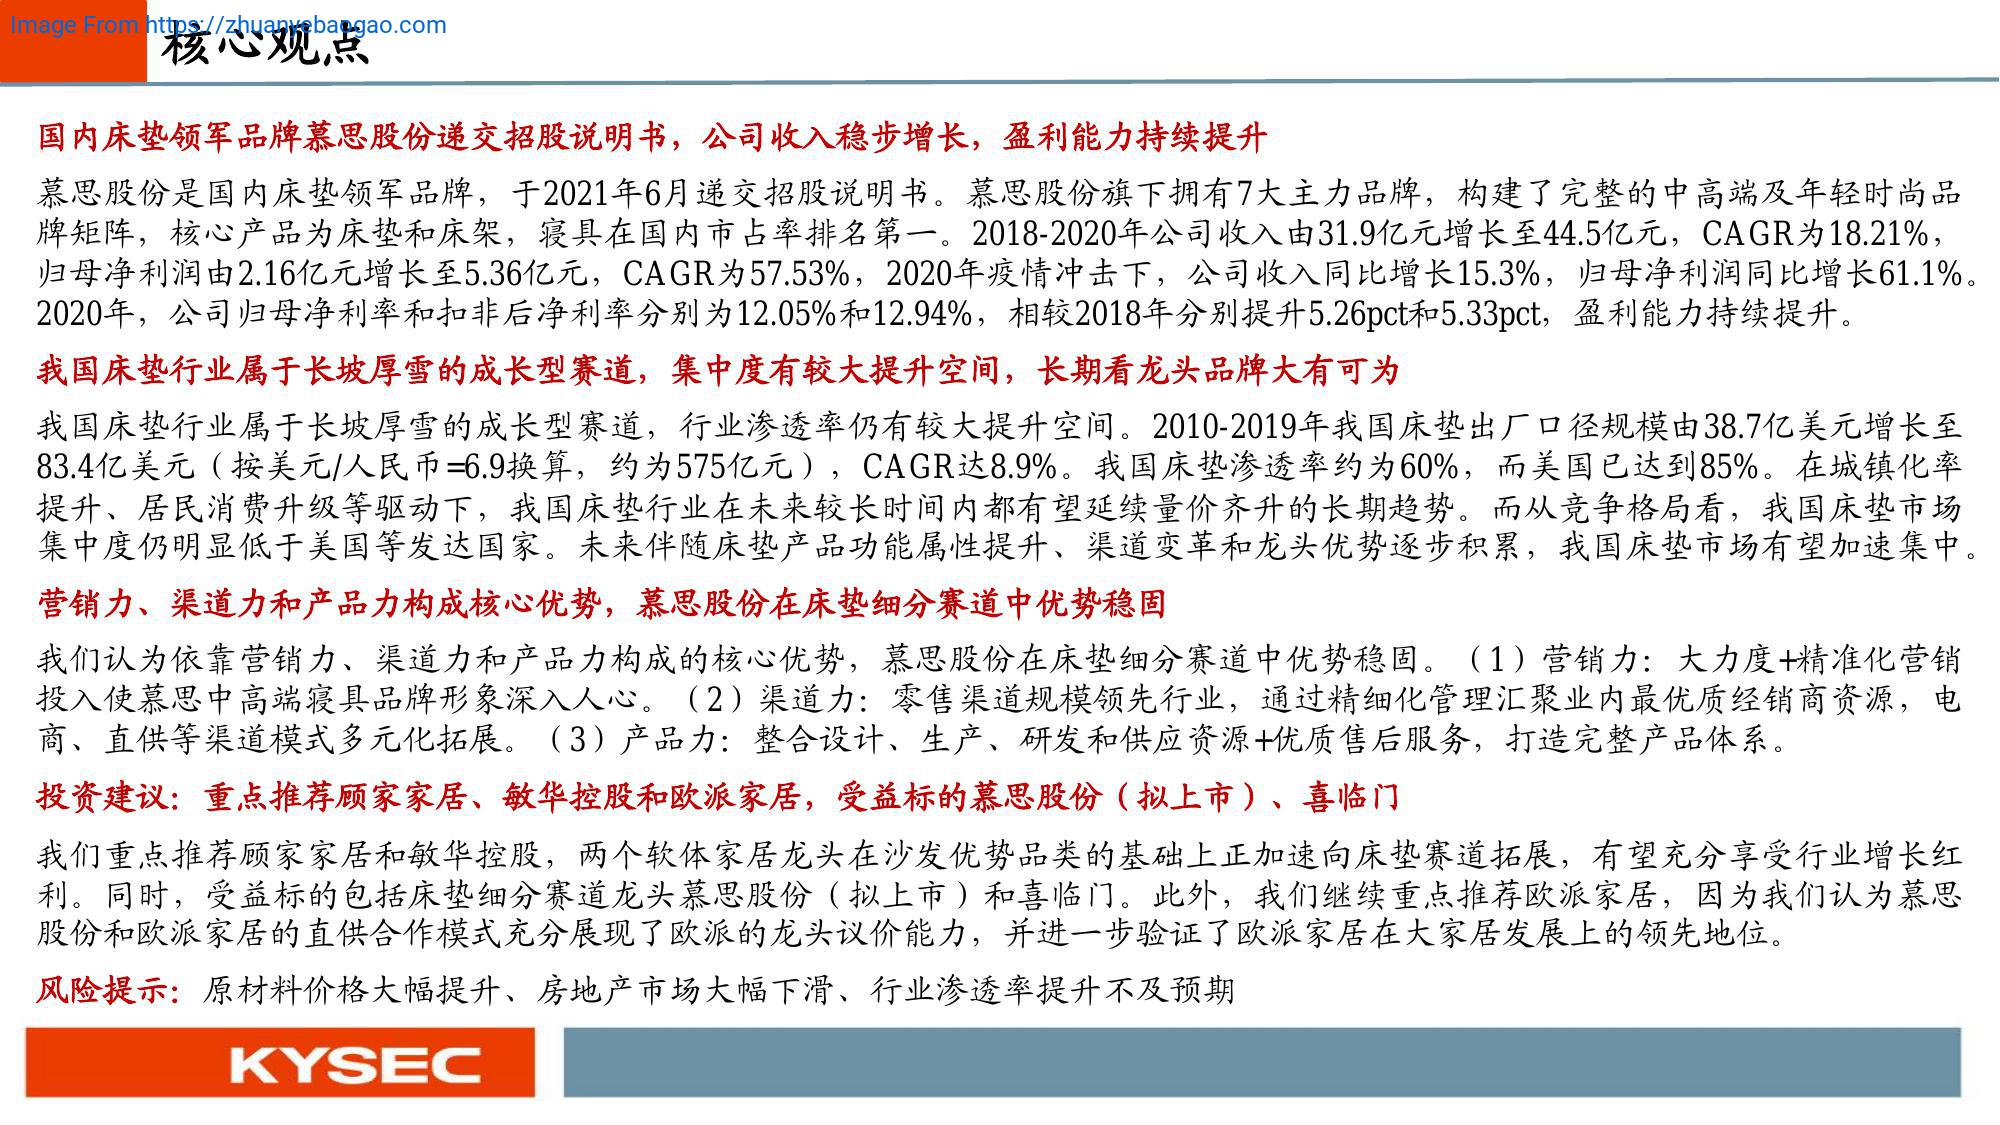 Image From https://zhuanyebaogao.com
核心观点
国内床垫领军品牌慕思股份递交招股说明书，公司收入稳步增长，盈利能力持续提升
慕思股份是国内床垫领军品牌，于2021年6月递交招股说明书。慕思股份旗下拥有7大主力品牌，构建了完整的中高端及年轻时尚品
牌矩阵，核心产品为床垫和床架，寝具在国内市占率排名第一。2018-2020年公司收入由31.9亿元增长至44.5亿元，CAGR为18.21%，
归母净利润由2.16亿元增长至5.36亿元，CAGR为57.53%，2020年疫情冲击下，公司收入同比增长15.3%，归母净利润同比增长61.1%。
2020年，公司归母净利率和扣非后净利率分别为12.05%和12.94%，相较2018年分别提升5.26pct和5.33pct，盈利能力持续提升。
我国床垫行业属于长坡厚雪的成长型赛道，集中度有较大提升空间，长期看龙头品牌大有可为
我国床垫行业属于长坡厚雪的成长型赛道，行业渗透率仍有较大提升空间。2010-2019年我国床垫出厂口径规模由38.7亿美元增长至
83.4亿美元（按美元/人民币=6.9换算，约为575亿元），CAGR达8.9%。我国床垫渗透率约为60%，而美国已达到85%。在城镇化率
提升、居民消费升级等驱动下，我国床垫行业在未来较长时间内都有望延续量价齐升的长期趋势。而从竞争格局看，我国床垫市场
集中度仍明显低于美国等发达国家。未来伴随床垫产品功能属性提升、渠道变革和龙头优势逐步积累，我国床垫市场有望加速集中。
营销力、渠道力和产品力构成核心优势，慕思股份在床垫细分赛道中优势稳固
我们认为依靠营销力、渠道力和产品力构成的核心优势，慕思股份在床垫细分赛道中优势稳固。（1）营销力：大力度+精准化营销
投入使慕思中高端寝具品牌形象深入人心。（2）渠道力：零售渠道规模领先行业，通过精细化管理汇聚业内最优质经销商资源，电
商、直供等渠道模式多元化拓展。（3）产品力：整合设计、生产、研发和供应资源+优质售后服务，打造完整产品体系。
投资建议：重点推荐顾家家居、敏华控股和欧派家居，受益标的慕思股份（拟上市）、喜临门
我们重点推荐顾家家居和敏华控股，两个软体家居龙头在沙发优势品类的基础上正加速向床垫赛道拓展，有望充分享受行业增长红
利。同时，受益标的包括床垫细分赛道龙头慕思股份（拟上市）和喜临门。此外，我们继续重点推荐欧派家居，因为我们认为慕思
股份和欧派家居的直供合作模式充分展现了欧派的龙头议价能力，并进一步验证了欧派家居在大家居发展上的领先地位。
风险提示：原材料价格大幅提升、房地产市场大幅下滑、行业渗透率提升不及预期
KYSEC